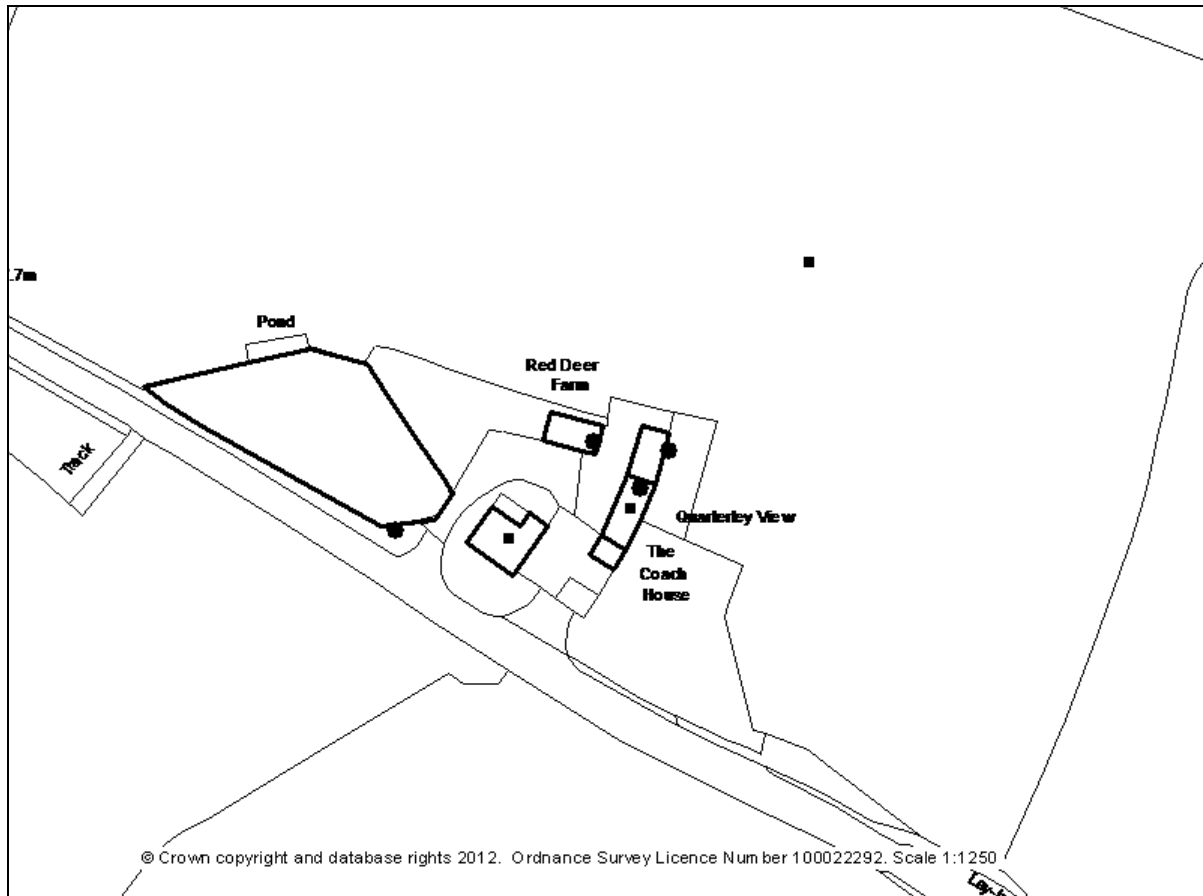 .7m
Pond
Red Deer
Farm
Track
Quarterley View
The
Coach
House
© Crown copyright and database rights 2012. Ordnance Survey Licence Number 100022292. Scale 1:1250